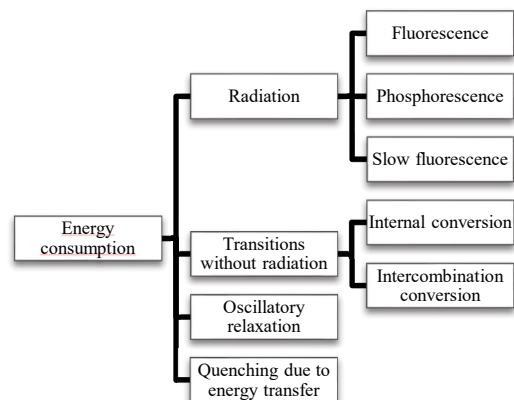 Energy
consumption
Radiation
Fluorescence
Phosphorescence
Slow fluorescence
Transitions
without radiation
Internal conversion
Intercombination
conversion
Oscillatory
relaxation
Quenching due to
energy transfer